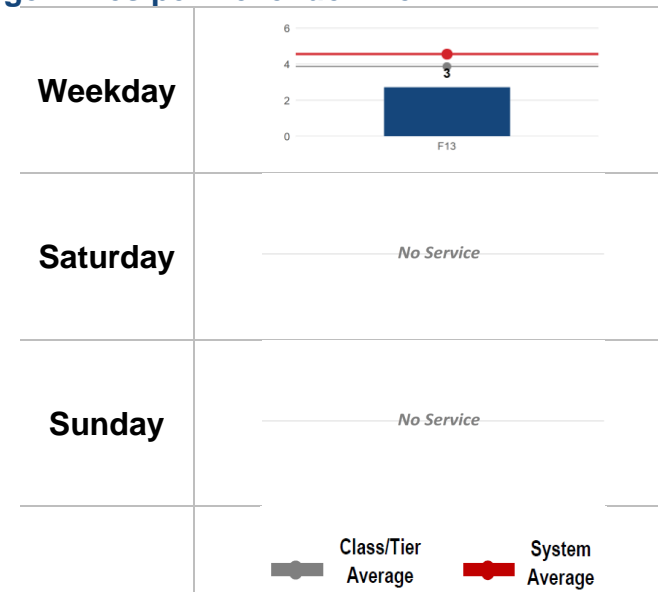 Weekday
6
4
3
2
0
F13
Saturday
No Service
Sunday
No Service
Class/Tier
Average
System
Average